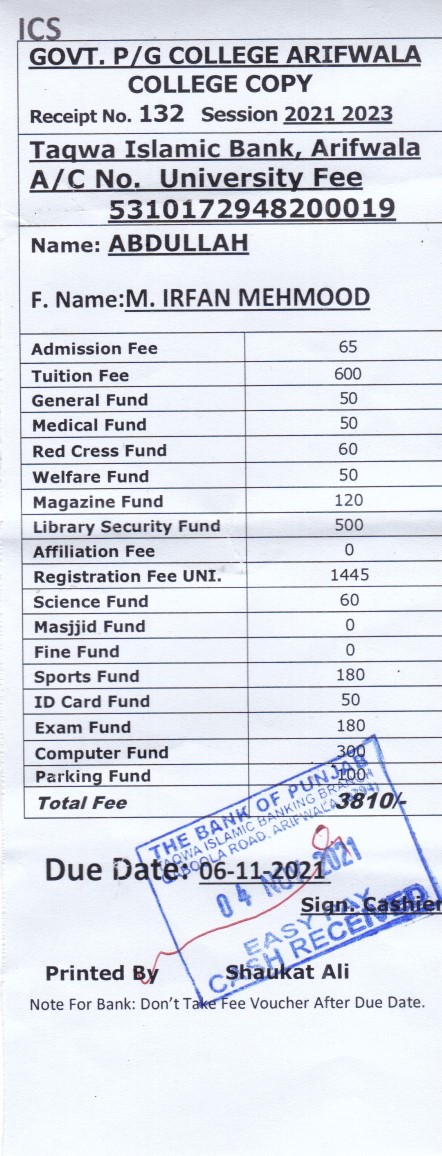 ICS
GOVT. P/G COLLEGE ARIFWALA
COLLEGE COPY
Receipt No. 132 Session 2021 2023
Taqwa Islamic Bank, Arifwala
A/C No. University Fee
5310172948200019
Name: ABDULLAH
F. Name:M. IRFAN MEHMOOD
Admission Fee 65
Tuition Fee 600
General Fund 50
Medical Fund 50
Red Cress Fund 60
Welfare Fund 50
Magazine Fund 120
Library Security Fund 500
Affiliation Fee 0
Registration Fee UNI. 1445
Science Fund 60
Masjjid Fund 0
Fine Fund 0
Sports Fund 180
ID Card Fund 50
Exam Fund 180
Computer Fund 300
Parking Fund 100
Total Fee 3810/-
THE BANK OF PUNJAB
TAQWA ISLAMIC BANKING BRANCH
QABOOLA ROAD, ARIFWALA
Due Date: 06-11-2021
04 NOV 2021
Sign. Cashier
EASY PAY
CASH RECEIVED
Printed By Shaukat Ali
Note For Bank: Don't Take Fee Voucher After Due Date.